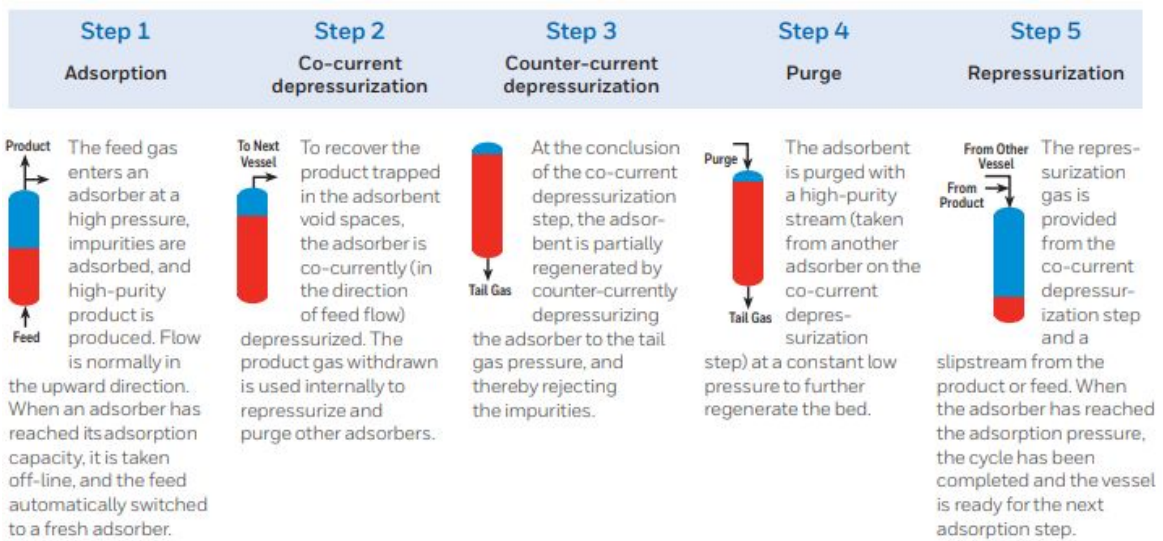 Step 1
Adsorption
Step 2
Co-current
depressurization
Step 3
Counter-current
depressurization
Step 4
Purge
Step 5
Repressurization
Product
Feed
The feed gas
enters an
adsorber at a
high pressure,
impurities are
adsorbed, and
high-purity
product is
produced. Flow
is normally in
the upward direction.
When an adsorber has
reached its adsorption
capacity, it is taken
off-line, and the feed
automatically switched
to a fresh adsorber.
To Next
Vessel
To recover the
product trapped
in the adsorbent
void spaces,
the adsorber is
co-currently (in
the direction
of feed flow)
depressurized. The
product gas withdrawn
is used internally to
repressurize and
purge other adsorbers.
Tail Gas
At the conclusion
of the co-current
depressurization
step, the adsor-
bent is partially
regenerated by
counter-currently
depressurizing
the adsorber to the tail
gas pressure, and
thereby rejecting
the impurities.
Purge
Tail Gas
The adsorbent
is purged with
a high-purity
stream (taken
from another
adsorber on the
co-current
depres-
surization
step) at a constant low
pressure to further
regenerate the bed.
From Other
Vessel
From
Product
The repres-
surization
gas is
provided
from the
co-current
depressur-
ization step
and a
slipstream from the
product or feed. When
the adsorber has reached
the adsorption pressure,
the cycle has been
completed and the vessel
is ready for the next
adsorption step.